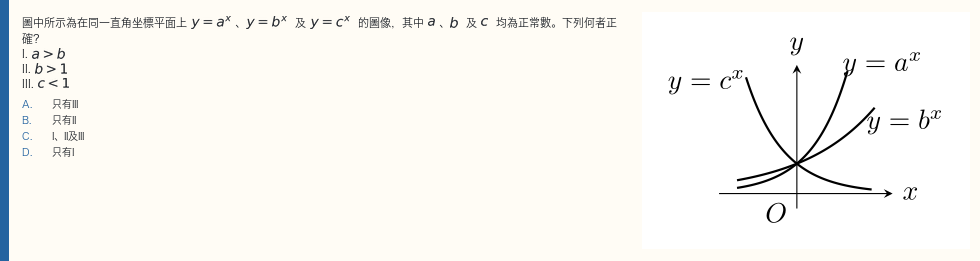 圖中所示為在同一直角坐標平面上 y = a^x 、y = b^x 及 y = c^x 的圖像，其中 a 、b 及 c 均為正常數。下列何者正
確？
I. a > b
II. b > 1
III. c < 1
A. 只有III
B. 只有II
C. I、II及III
D. 只有I
y
y = a^x
y = c^x
y = b^x
x
O